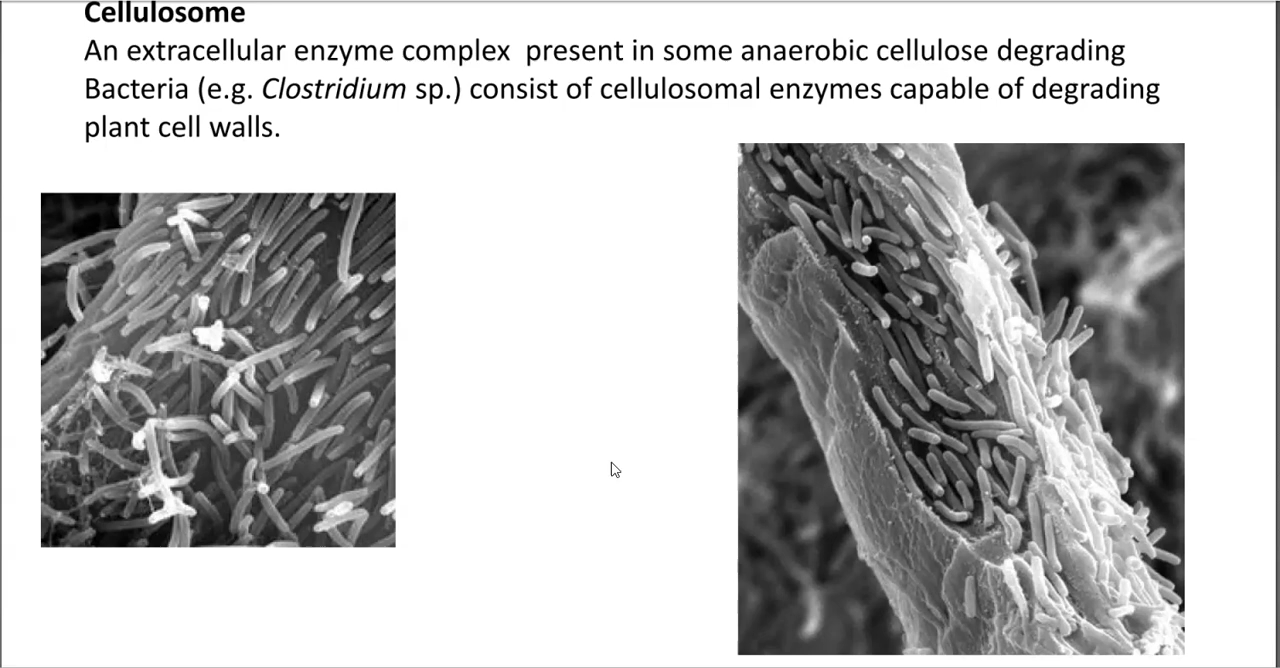 Cellulosome
An extracellular enzyme complex  present in some anaerobic cellulose degrading
Bacteria (e.g. Clostridium sp.) consist of cellulosomal enzymes capable of degrading
plant cell walls.